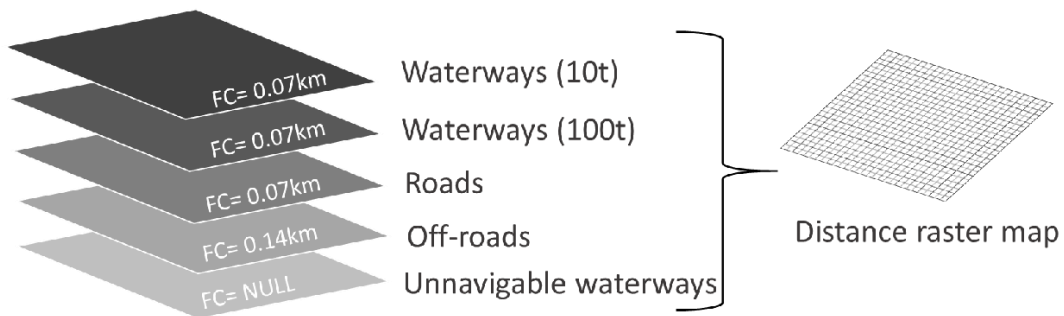 FC= 0.07km
Waterways (10t)
FC= 0.07km
Waterways (100t)
FC= 0.07km
Roads
FC= 0.14km
Off-roads
FC= NULL
Unnavigable waterways
Distance raster map